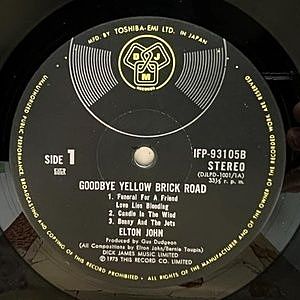 MFD. BY TOSHIBA-EMI LTD. IN JAPAN
DJM
RECORDS
SIDE 1
IFP-93105B
STEREO
(DJLPD-1001/1A)
33⅓ r. p. m.
GOODBYE YELLOW BRICK ROAD
1. Funeral For A Friend
Love Lies Bleeding
2. Candle In The Wind
3. Benny And The Jets
ELTON JOHN
Produced by Gus Dudgeon
(All Compositions by Elton John/Bernie Taupin)
DICK JAMES MUSIC LIMITED
℗ 1973 THIS RECORD CO. LIMITED
UNAUTHORISED PUBLIC PERFORMANCE, BROADCASTING AND COPYING OF THIS RECORD PROHIBITED. ALL RIGHTS OF THE MANUFACTURER AND OF THE OWNER OF THE RECORDED WORK RESERVED